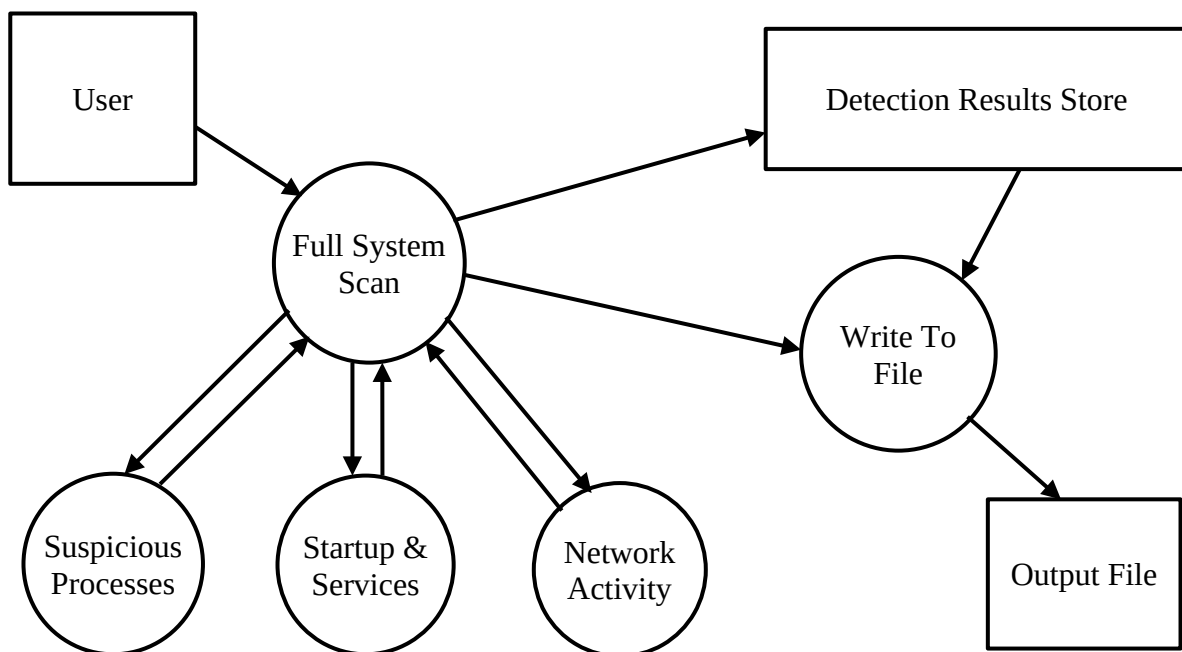 User
Detection Results Store
Full System
Scan
Write To
File
Suspicious
Processes
Startup &
Services
Network
Activity
Output File